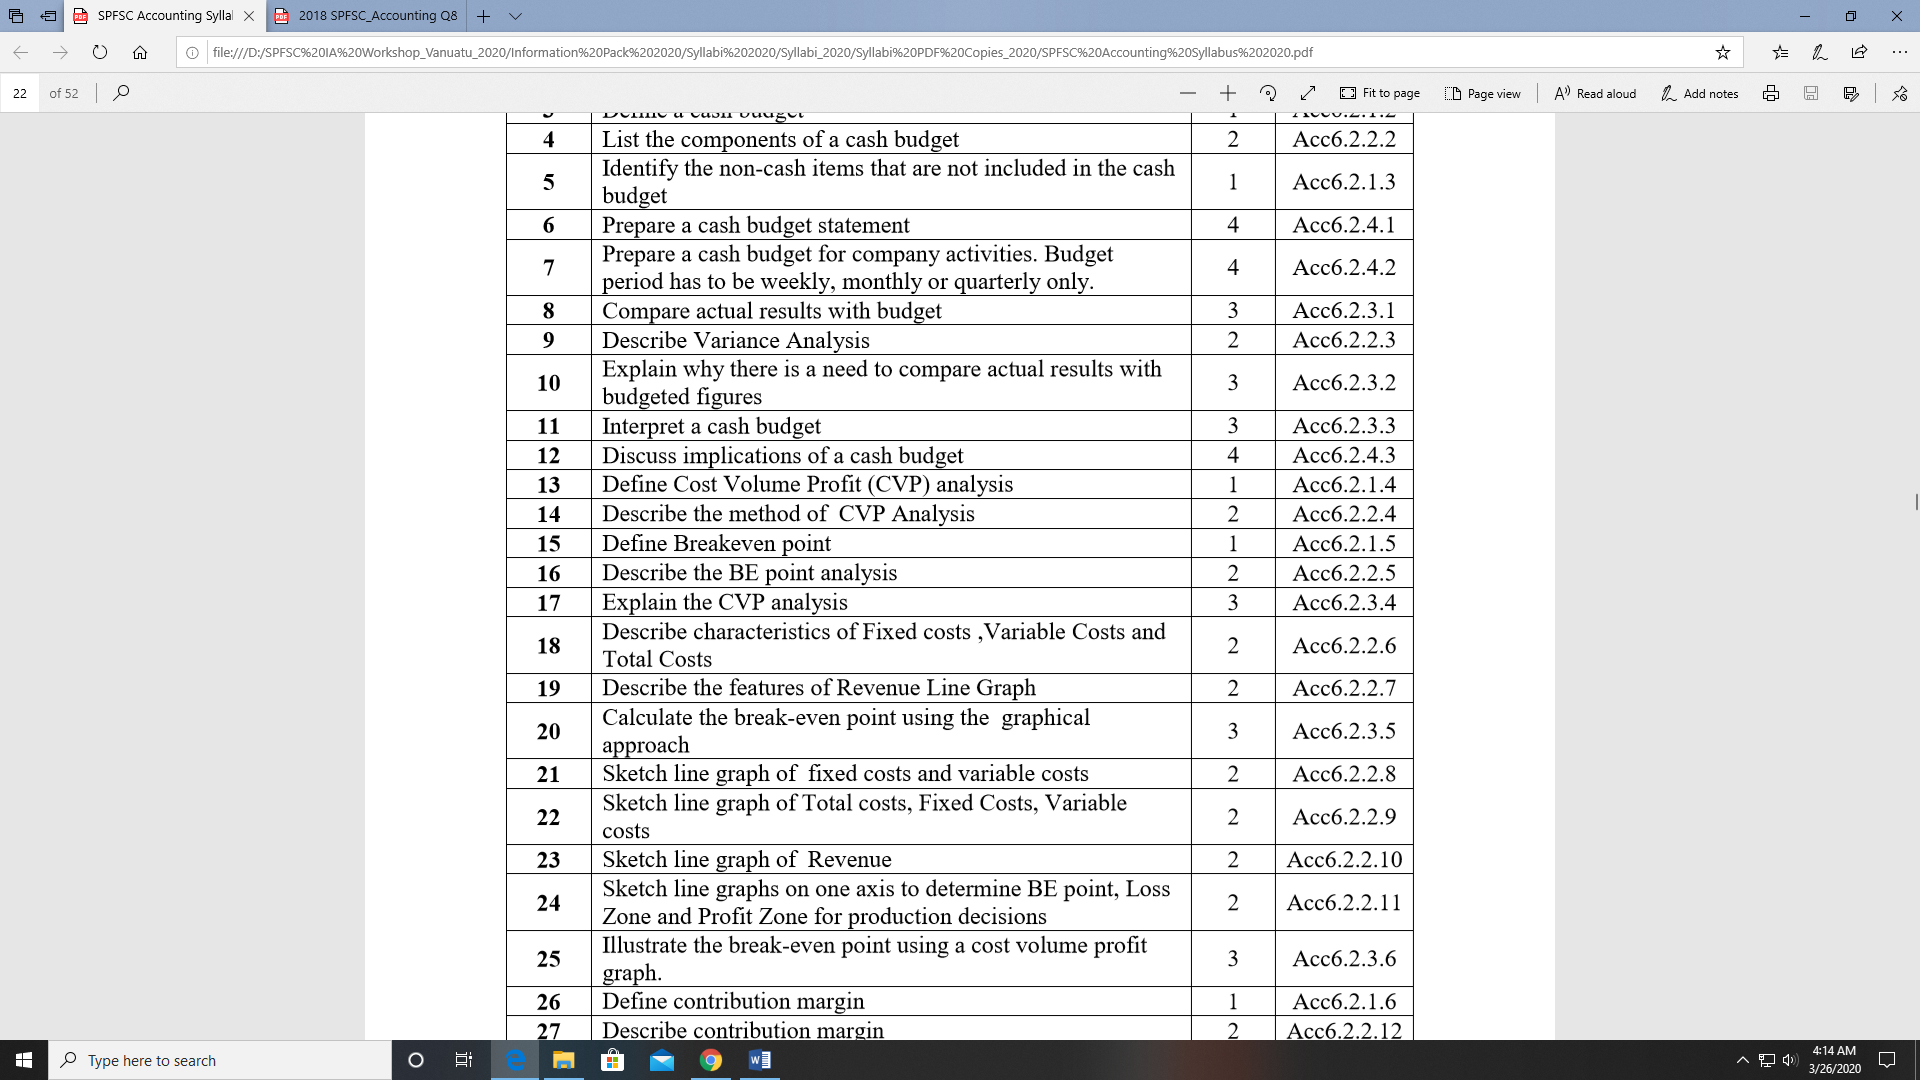 SPFSC Accounting Sylla
2018 SPFSC_Accounting Q8
file:///D:/SPFSC%20IA%20Workshop_Vanuatu_2020/Information%20Pack%202020/Syllabi%202020/Syllabi_2020/Syllabi%20PDF%20Copies_2020/SPFSC%20Accounting%20Syllabus%202020.pdf
22 of 52 Fit to page Page view Read aloud Add notes
3 Define a cash budget 1 Acc6.2.1.2
4 List the components of a cash budget 2 Acc6.2.2.2
5 Identify the non-cash items that are not included in the cash
budget 1 Acc6.2.1.3
6 Prepare a cash budget statement 4 Acc6.2.4.1
7 Prepare a cash budget for company activities. Budget
period has to be weekly, monthly or quarterly only. 4 Acc6.2.4.2
8 Compare actual results with budget 3 Acc6.2.3.1
9 Describe Variance Analysis 2 Acc6.2.2.3
10 Explain why there is a need to compare actual results with
budgeted figures 3 Acc6.2.3.2
11 Interpret a cash budget 3 Acc6.2.3.3
12 Discuss implications of a cash budget 4 Acc6.2.4.3
13 Define Cost Volume Profit (CVP) analysis 1 Acc6.2.1.4
14 Describe the method of CVP Analysis 2 Acc6.2.2.4
15 Define Breakeven point 1 Acc6.2.1.5
16 Describe the BE point analysis 2 Acc6.2.2.5
17 Explain the CVP analysis 3 Acc6.2.3.4
18 Describe characteristics of Fixed costs ,Variable Costs and
Total Costs 2 Acc6.2.2.6
19 Describe the features of Revenue Line Graph 2 Acc6.2.2.7
20 Calculate the break-even point using the graphical
approach 3 Acc6.2.3.5
21 Sketch line graph of fixed costs and variable costs 2 Acc6.2.2.8
22 Sketch line graph of Total costs, Fixed Costs, Variable
costs 2 Acc6.2.2.9
23 Sketch line graph of Revenue 2 Acc6.2.2.10
24 Sketch line graphs on one axis to determine BE point, Loss
Zone and Profit Zone for production decisions 2 Acc6.2.2.11
25 Illustrate the break-even point using a cost volume profit
graph. 3 Acc6.2.3.6
26 Define contribution margin 1 Acc6.2.1.6
27 Describe contribution margin 2 Acc6.2.2.12
Type here to search
4:14 AM
3/26/2020